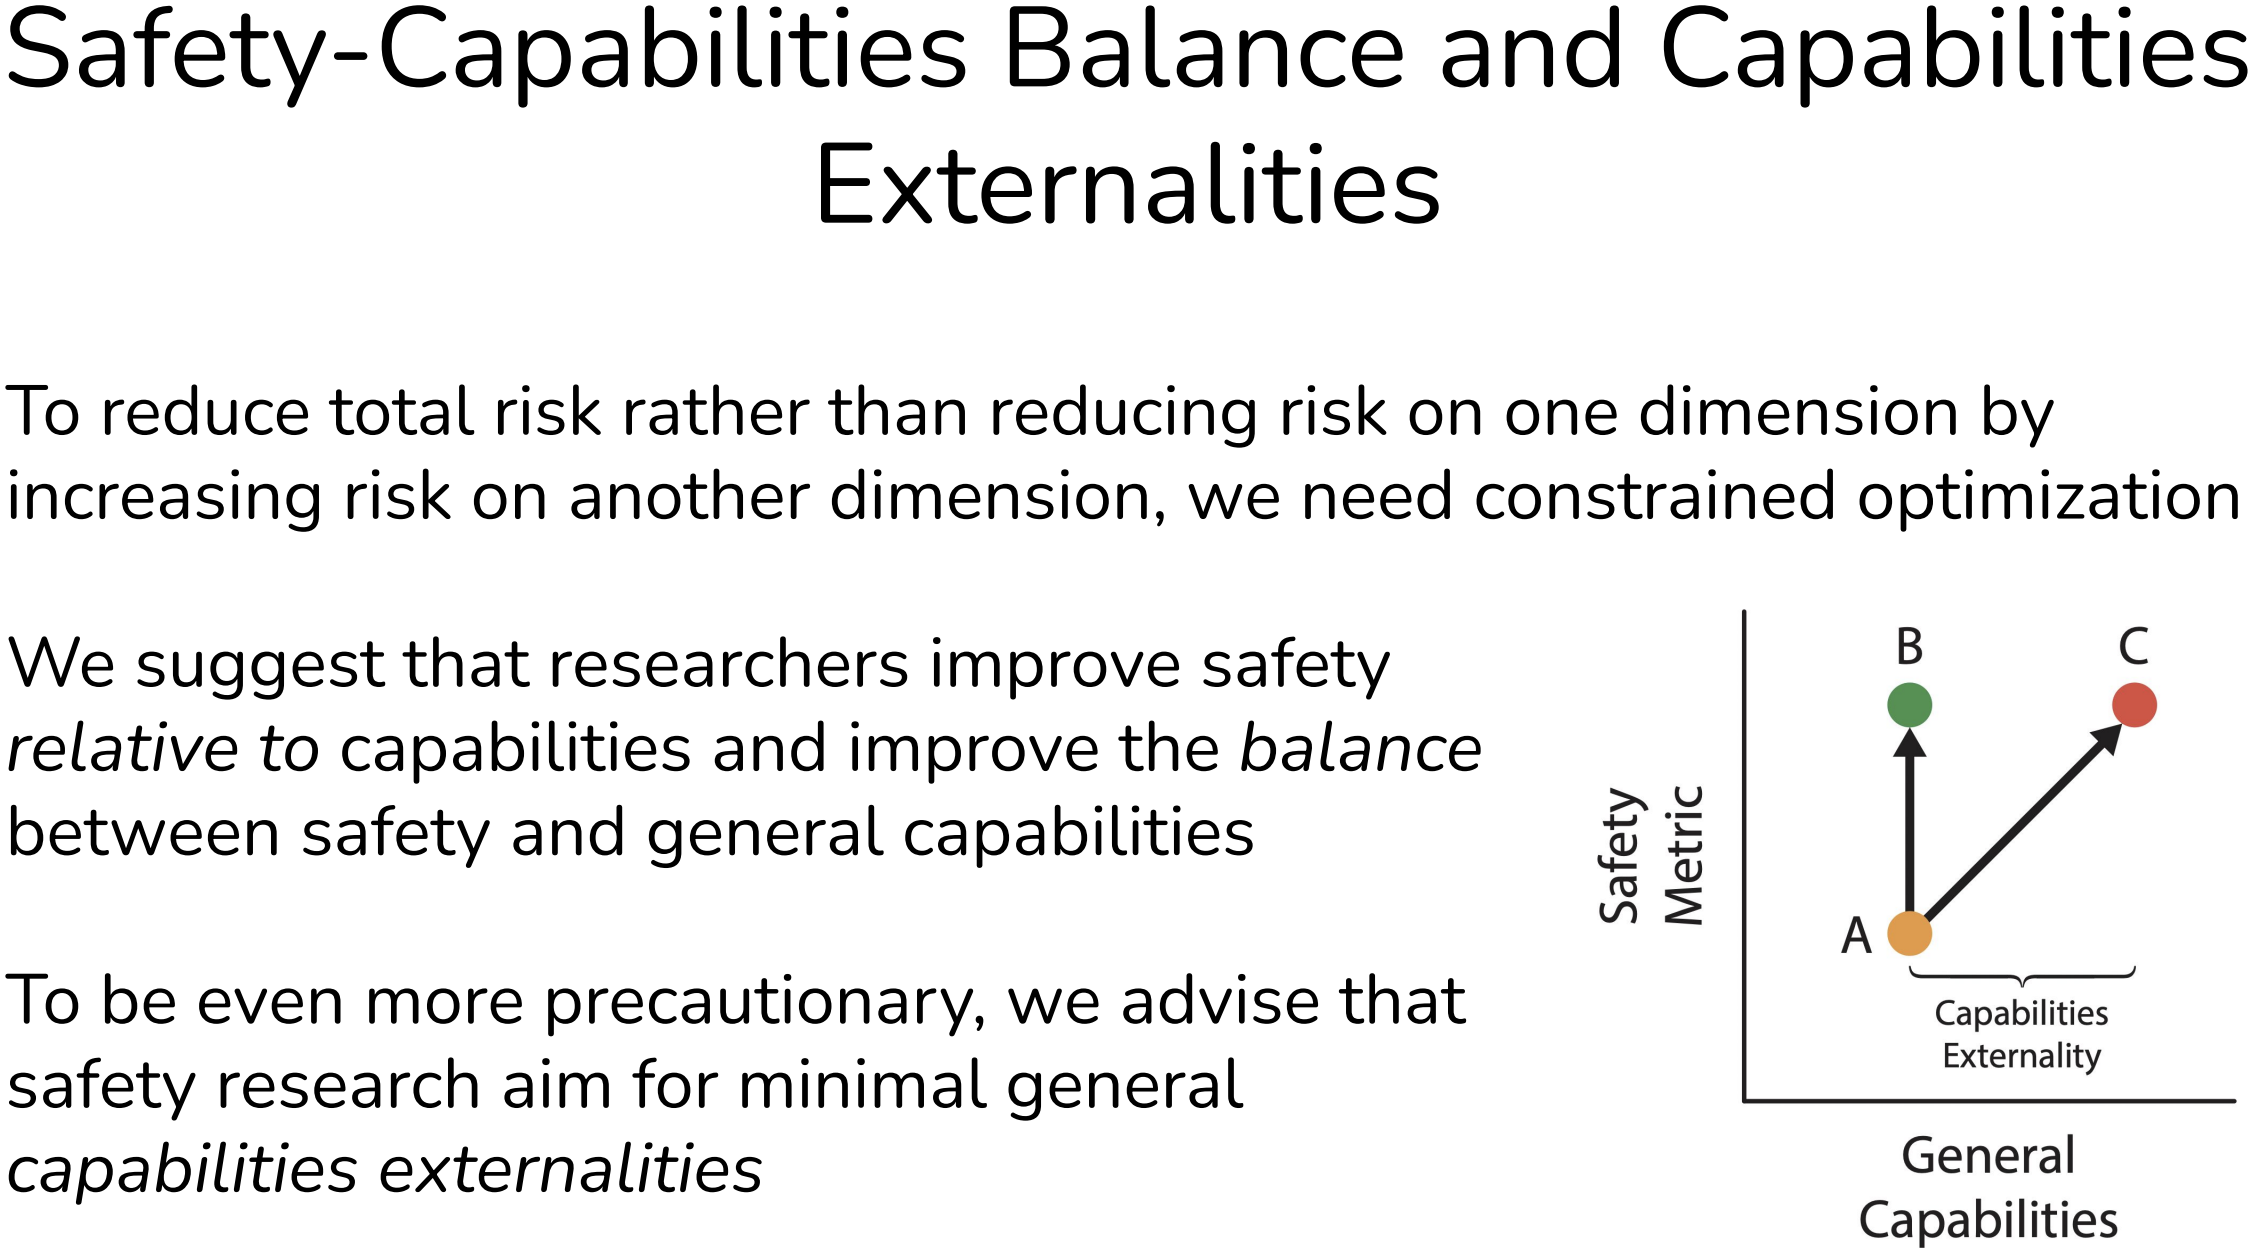 Safety-Capabilities Balance and Capabilities
Externalities
To reduce total risk rather than reducing risk on one dimension by
increasing risk on another dimension, we need constrained optimization
We suggest that researchers improve safety
relative to capabilities and improve the balance
between safety and general capabilities
To be even more precautionary, we advise that
safety research aim for minimal general
capabilities externalities
B
C
Safety
Metric
A
Capabilities
Externality
General
Capabilities